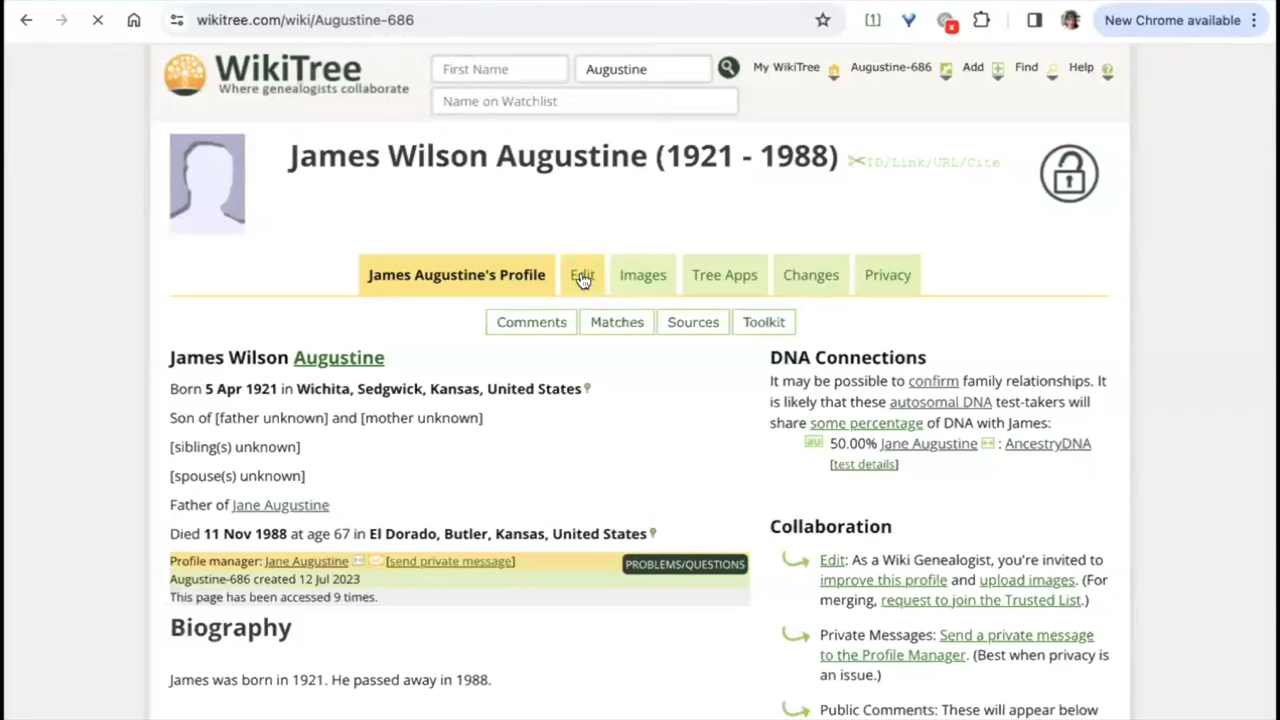 wikitree.com/wiki/Augustine-686
New Chrome available
WikiTree
Where genealogists collaborate
First Name
Augustine
Name on Watchlist
My WikiTree
Augustine-686
Add
Find
Help
James Wilson Augustine (1921 - 1988)
ID/Link/URL/Cite
James Augustine's Profile
Edit
Images
Tree Apps
Changes
Privacy
Comments
Matches
Sources
Toolkit
James Wilson Augustine
Born 5 Apr 1921 in Wichita, Sedgwick, Kansas, United States
Son of [father unknown] and [mother unknown]
[sibling(s) unknown]
[spouse(s) unknown]
Father of Jane Augustine
Died 11 Nov 1988 at age 67 in El Dorado, Butler, Kansas, United States
Profile manager: Jane Augustine [send private message]
PROBLEMS/QUESTIONS
Augustine-686 created 12 Jul 2023
This page has been accessed 9 times.
Biography
James was born in 1921. He passed away in 1988.
DNA Connections
It may be possible to confirm family relationships. It
is likely that these autosomal DNA test-takers will
share some percentage of DNA with James:
au 50.00% Jane Augustine : AncestryDNA
[test details]
Collaboration
Edit: As a Wiki Genealogist, you're invited to
improve this profile and upload images. (For
merging, request to join the Trusted List.)
Private Messages: Send a private message
to the Profile Manager. (Best when privacy is
an issue.)
Public Comments: These will appear below